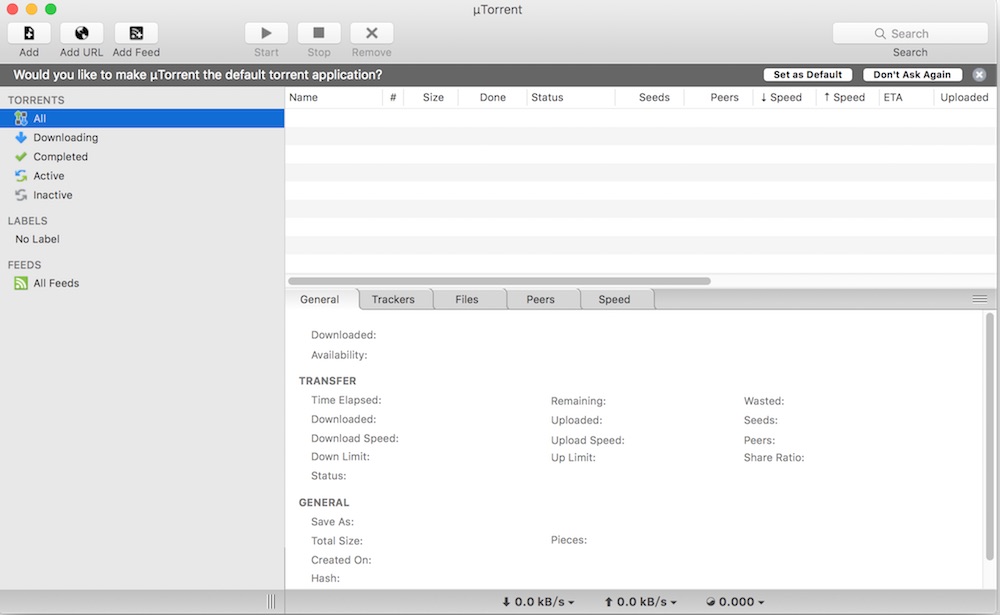 µTorrent
Add Add URL Add Feed Start Stop Remove Search
Search
Would you like to make µTorrent the default torrent application? Set as Default Don't Ask Again
TORRENTS
All
Downloading
Completed
Active
Inactive
LABELS
No Label
FEEDS
All Feeds
Name # Size Done Status Seeds Peers ↓ Speed ↑ Speed ETA Uploaded
General Trackers Files Peers Speed
Downloaded:
Availability:
TRANSFER
Time Elapsed: Remaining: Wasted:
Downloaded: Uploaded: Seeds:
Download Speed: Upload Speed: Peers:
Down Limit: Up Limit: Share Ratio:
Status:
GENERAL
Save As:
Total Size: Pieces:
Created On:
Hash:
0.0 kB/s 0.0 kB/s 0.000